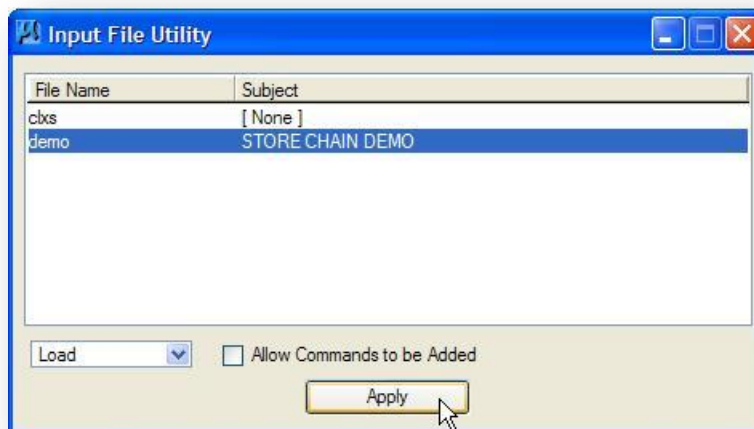 Input File Utility
File Name Subject
clxs [ None ]
demo STORE CHAIN DEMO
Load Allow Commands to be Added
Apply